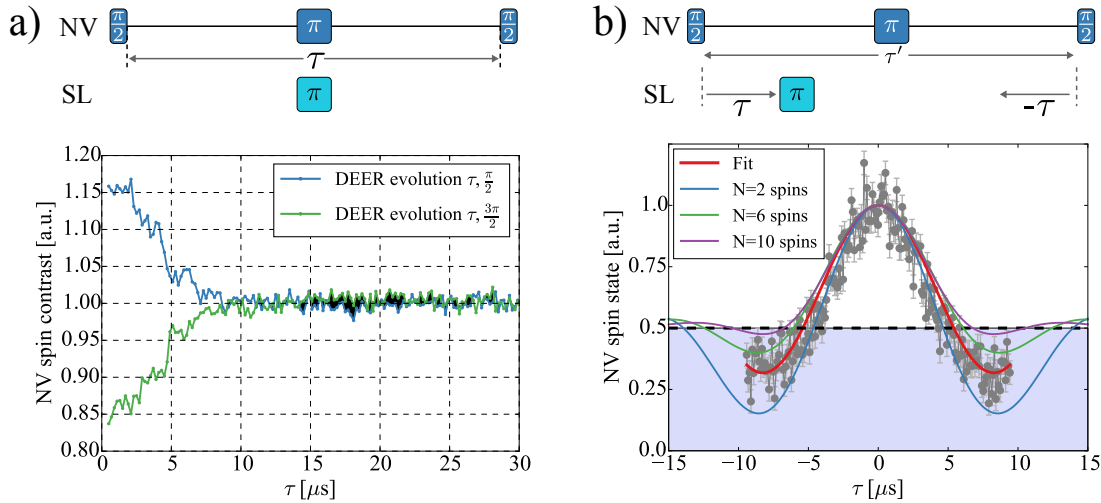 a)
NV
π/2
π
π/2
τ
SL
π
NV spin contrast [a.u.]
1.20
1.15
1.10
1.05
1.00
0.95
0.90
0.85
0.80
DEER evolution τ, π/2
DEER evolution τ, 3π/2
0 5 10 15 20 25 30
τ [μs]
b)
NV
π/2
π
π/2
τ'
SL
τ
π
-τ
NV spin state [a.u.]
1.0
0.75
0.5
0.25
0.0
Fit
N=2 spins
N=6 spins
N=10 spins
−15 −10 −5 0 5 10 15
τ [μs]